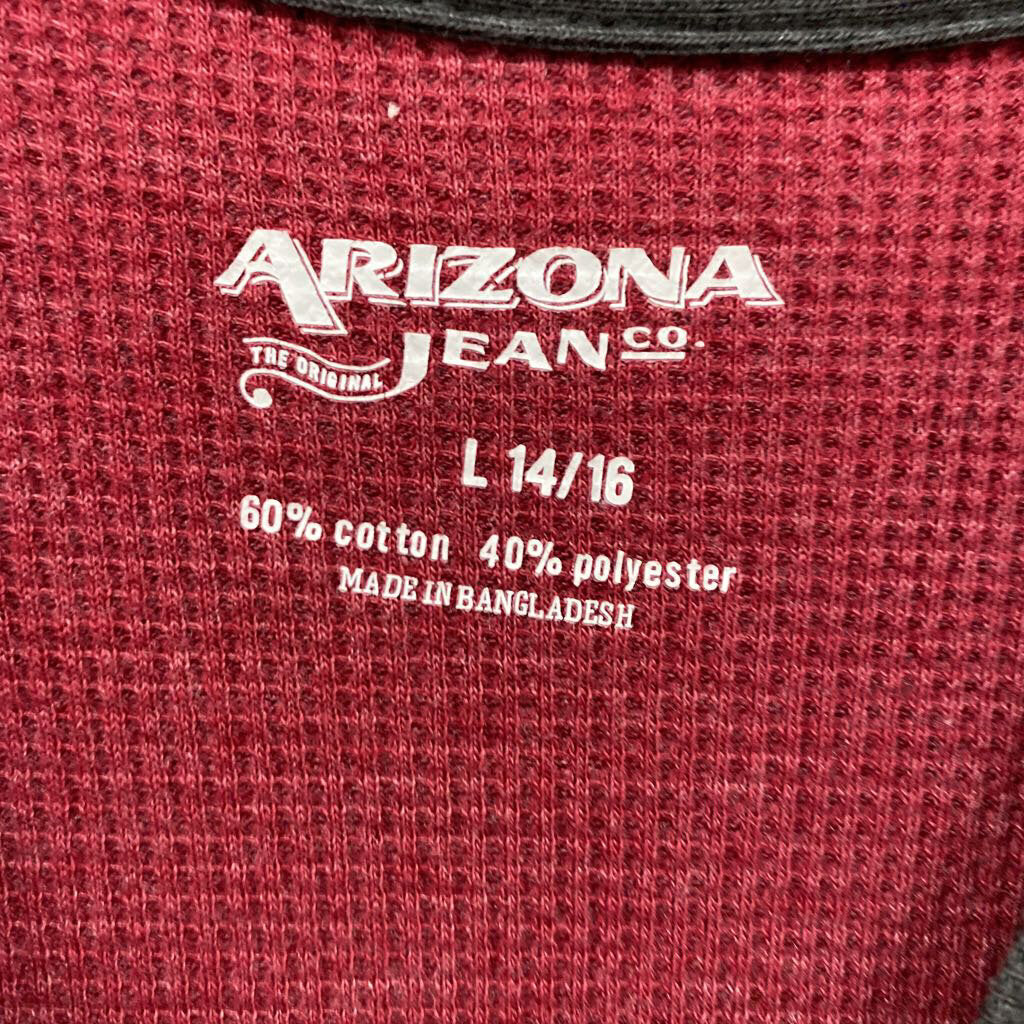 ARIZONA
JEAN CO.
THE ORIGINAL
L 14/16
60% cotton 40% polyester
MADE IN BANGLADESH